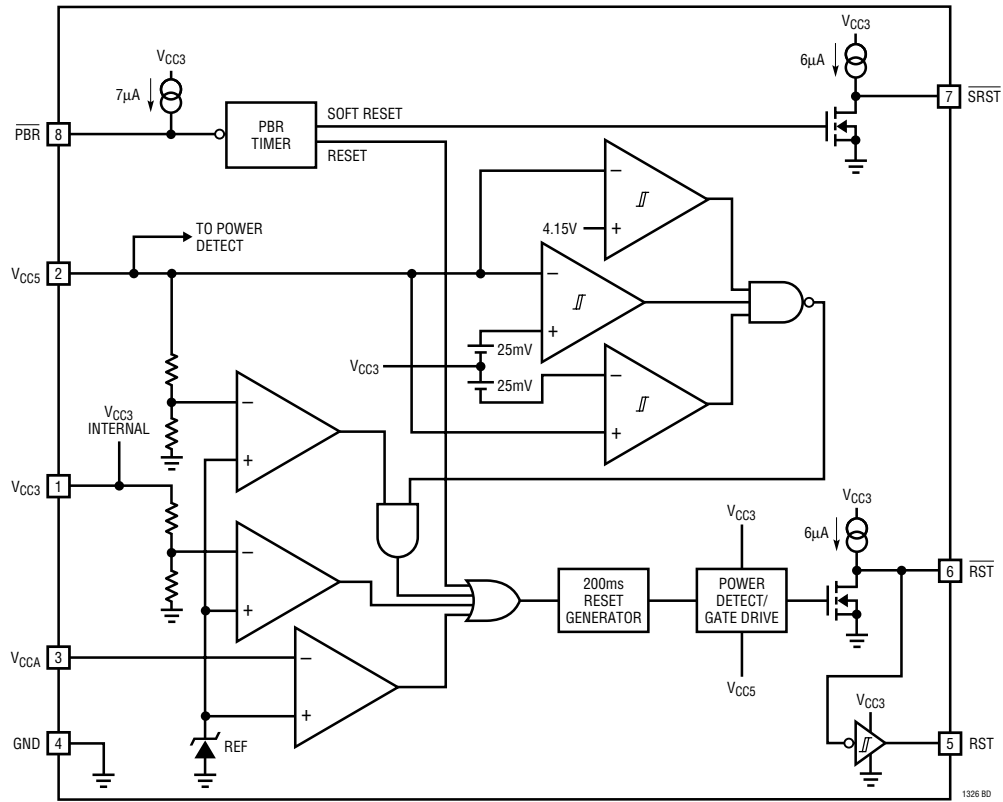 VCC3
7µA
PBR
8
PBR
TIMER
SOFT RESET
RESET
VCC3
6µA
7
SRST
TO POWER
DETECT
VCC5
2
−
4.15V
+
−
+
25mV
VCC3
25mV
−
+
VCC3
INTERNAL
VCC3
1
−
+
−
+
VCCA
3
−
+
REF
GND
4
200ms
RESET
GENERATOR
VCC3
POWER
DETECT/
GATE DRIVE
VCC5
VCC3
6µA
6
RST
VCC3
5
RST
1326 BD